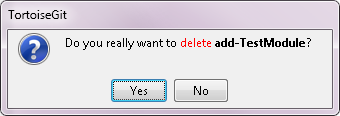 TortoiseGit
Do you really want to delete add-TestModule?
Yes
No